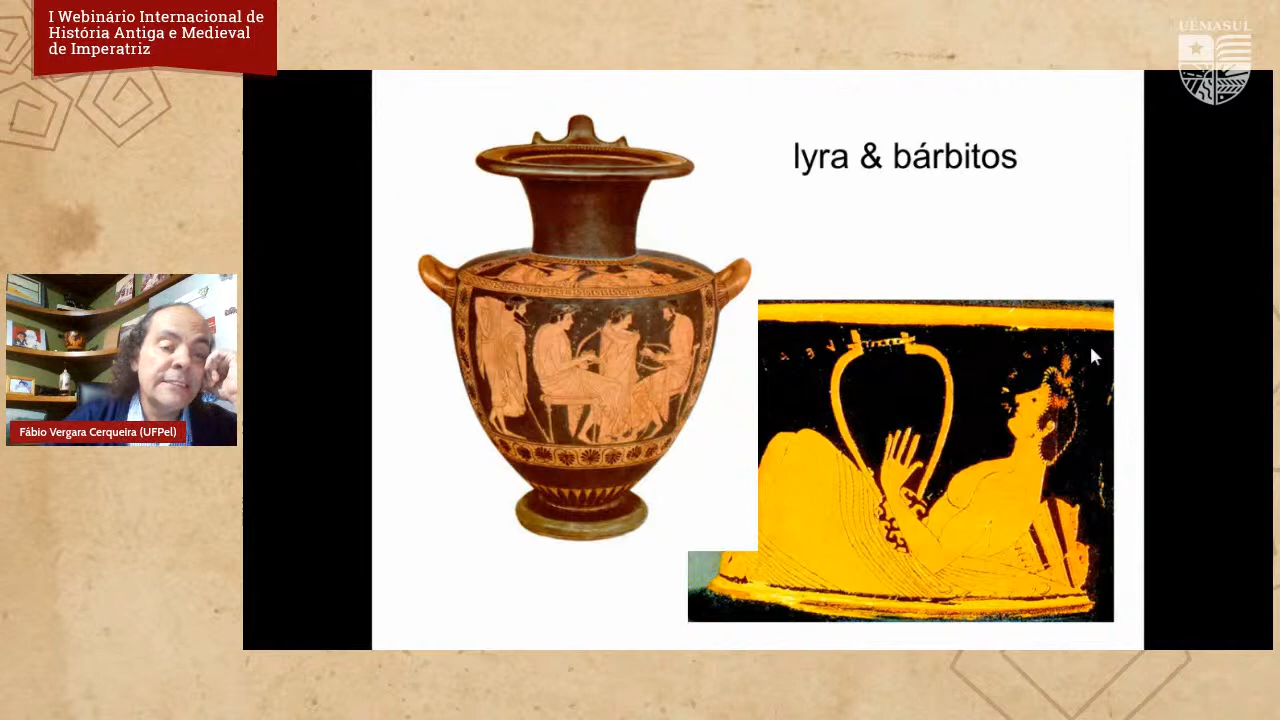 I Webinário Internacional de
História Antiga e Medieval
de Imperatriz
UEMASUL
lyra & bárbitos
Fábio Vergara Cerqueira (UFPel)